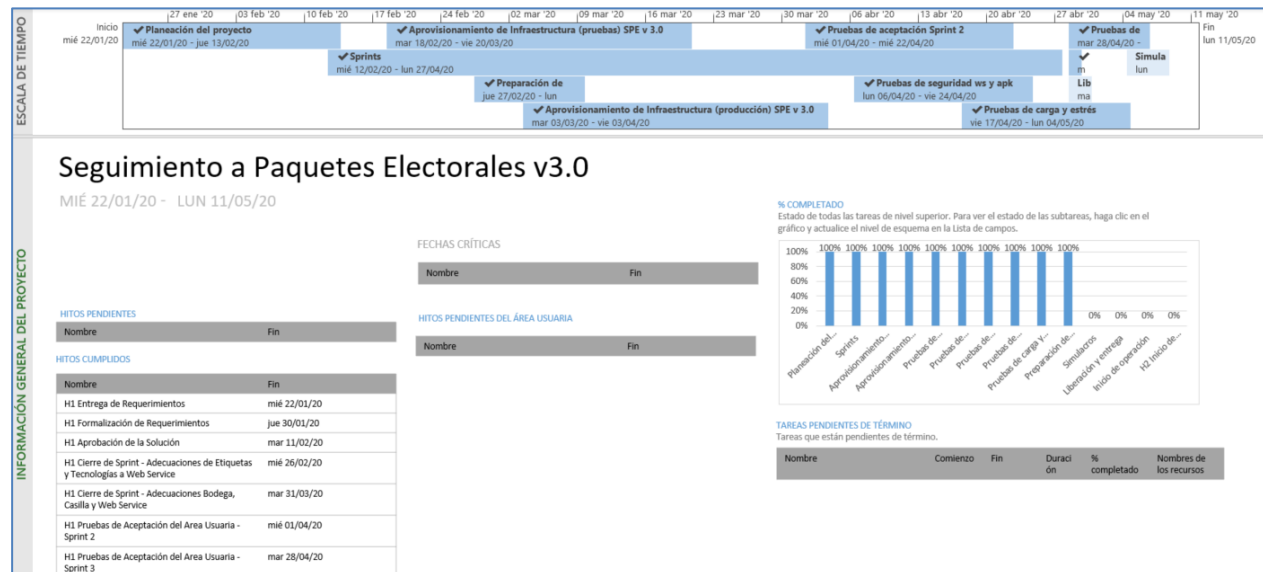 27 ene '20 03 feb '20 10 feb '20 17 feb '20 24 feb '20 02 mar '20 09 mar '20 16 mar '20 23 mar '20 30 mar '20 06 abr '20 13 abr '20 20 abr '20 27 abr '20 04 may '20 11 may '20
ESCALA DE TIEMPO
Inicio
mié 22/01/20
Planeación del proyecto
mié 22/01/20 - jue 13/02/20
Aprovisionamiento de Infraestructura (pruebas) SPE v 3.0
mar 18/02/20 - vie 20/03/20
Pruebas de aceptación Sprint 2
mié 01/04/20 - mié 22/04/20
Pruebas de
mar 28/04/20 -
Fin
lun 11/05/20
Sprints
mié 12/02/20 - lun 27/04/20
m
Simula
lun
Preparación de
jue 27/02/20 - lun
Pruebas de seguridad ws y apk
lun 06/04/20 - vie 24/04/20
Lib
ma
Aprovisionamiento de Infraestructura (producción) SPE v 3.0
mar 03/03/20 - vie 03/04/20
Pruebas de carga y estrés
vie 17/04/20 - lun 04/05/20
INFORMACIÓN GENERAL DEL PROYECTO
Seguimiento a Paquetes Electorales v3.0
MIÉ 22/01/20 - LUN 11/05/20
HITOS PENDIENTES
Nombre Fin
HITOS CUMPLIDOS
Nombre Fin
H1 Entrega de Requerimientos mié 22/01/20
H1 Formalización de Requerimientos jue 30/01/20
H1 Aprobación de la Solución mar 11/02/20
H1 Cierre de Sprint - Adecuaciones de Etiquetas mié 26/02/20
y Tecnologías a Web Service
H1 Cierre de Sprint - Adecuaciones Bodega, mar 31/03/20
Casilla y Web Service
H1 Pruebas de Aceptación del Area Usuaria - mié 01/04/20
Sprint 2
H1 Pruebas de Aceptación del Area Usuaria - mar 28/04/20
Sprint 3
FECHAS CRÍTICAS
Nombre Fin
HITOS PENDIENTES DEL ÁREA USUARIA
Nombre Fin
% COMPLETADO
Estado de todas las tareas de nivel superior. Para ver el estado de las subtareas, haga clic en el
gráfico y actualice el nivel de esquema en la Lista de campos.
100% 100% 100% 100% 100% 100% 100% 100% 100% 100%
100%
80%
60%
40%
20%
0%
0% 0% 0% 0%
Planeación del...
Sprints
Aprovisionamiento...
Aprovisionamiento...
Pruebas de...
Pruebas de...
Pruebas de...
Pruebas de...
Pruebas de carga y...
Preparación de...
Simulacros
Liberación y entrega
Inicio de operación
H2 Inicio de...
TAREAS PENDIENTES DE TÉRMINO
Tareas que están pendientes de término.
Nombre Comienzo Fin Duraci % Nombres de
ón completado los recursos